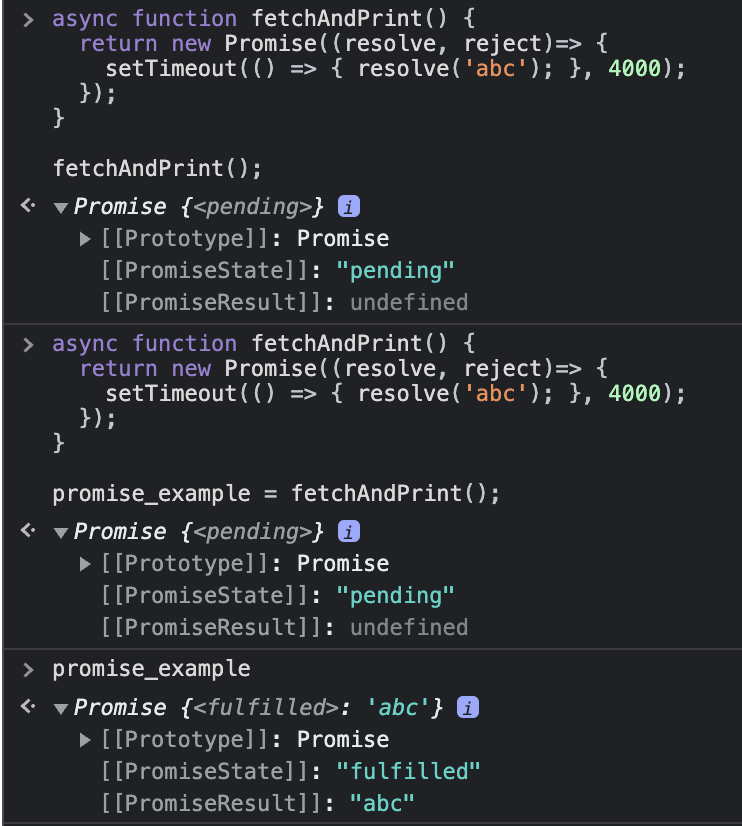 > async function fetchAndPrint() {
    return new Promise((resolve, reject)=> {
      setTimeout(() => { resolve('abc'); }, 4000);
    });
  }

  fetchAndPrint();
<· ▼Promise {<pending>} i
    ▶[[Prototype]]: Promise
     [[PromiseState]]: "pending"
     [[PromiseResult]]: undefined
> async function fetchAndPrint() {
    return new Promise((resolve, reject)=> {
      setTimeout(() => { resolve('abc'); }, 4000);
    });
  }

  promise_example = fetchAndPrint();
<· ▼Promise {<pending>} i
    ▶[[Prototype]]: Promise
     [[PromiseState]]: "pending"
     [[PromiseResult]]: undefined
> promise_example
<· ▼Promise {<fulfilled>: 'abc'} i
    ▶[[Prototype]]: Promise
     [[PromiseState]]: "fulfilled"
     [[PromiseResult]]: "abc"